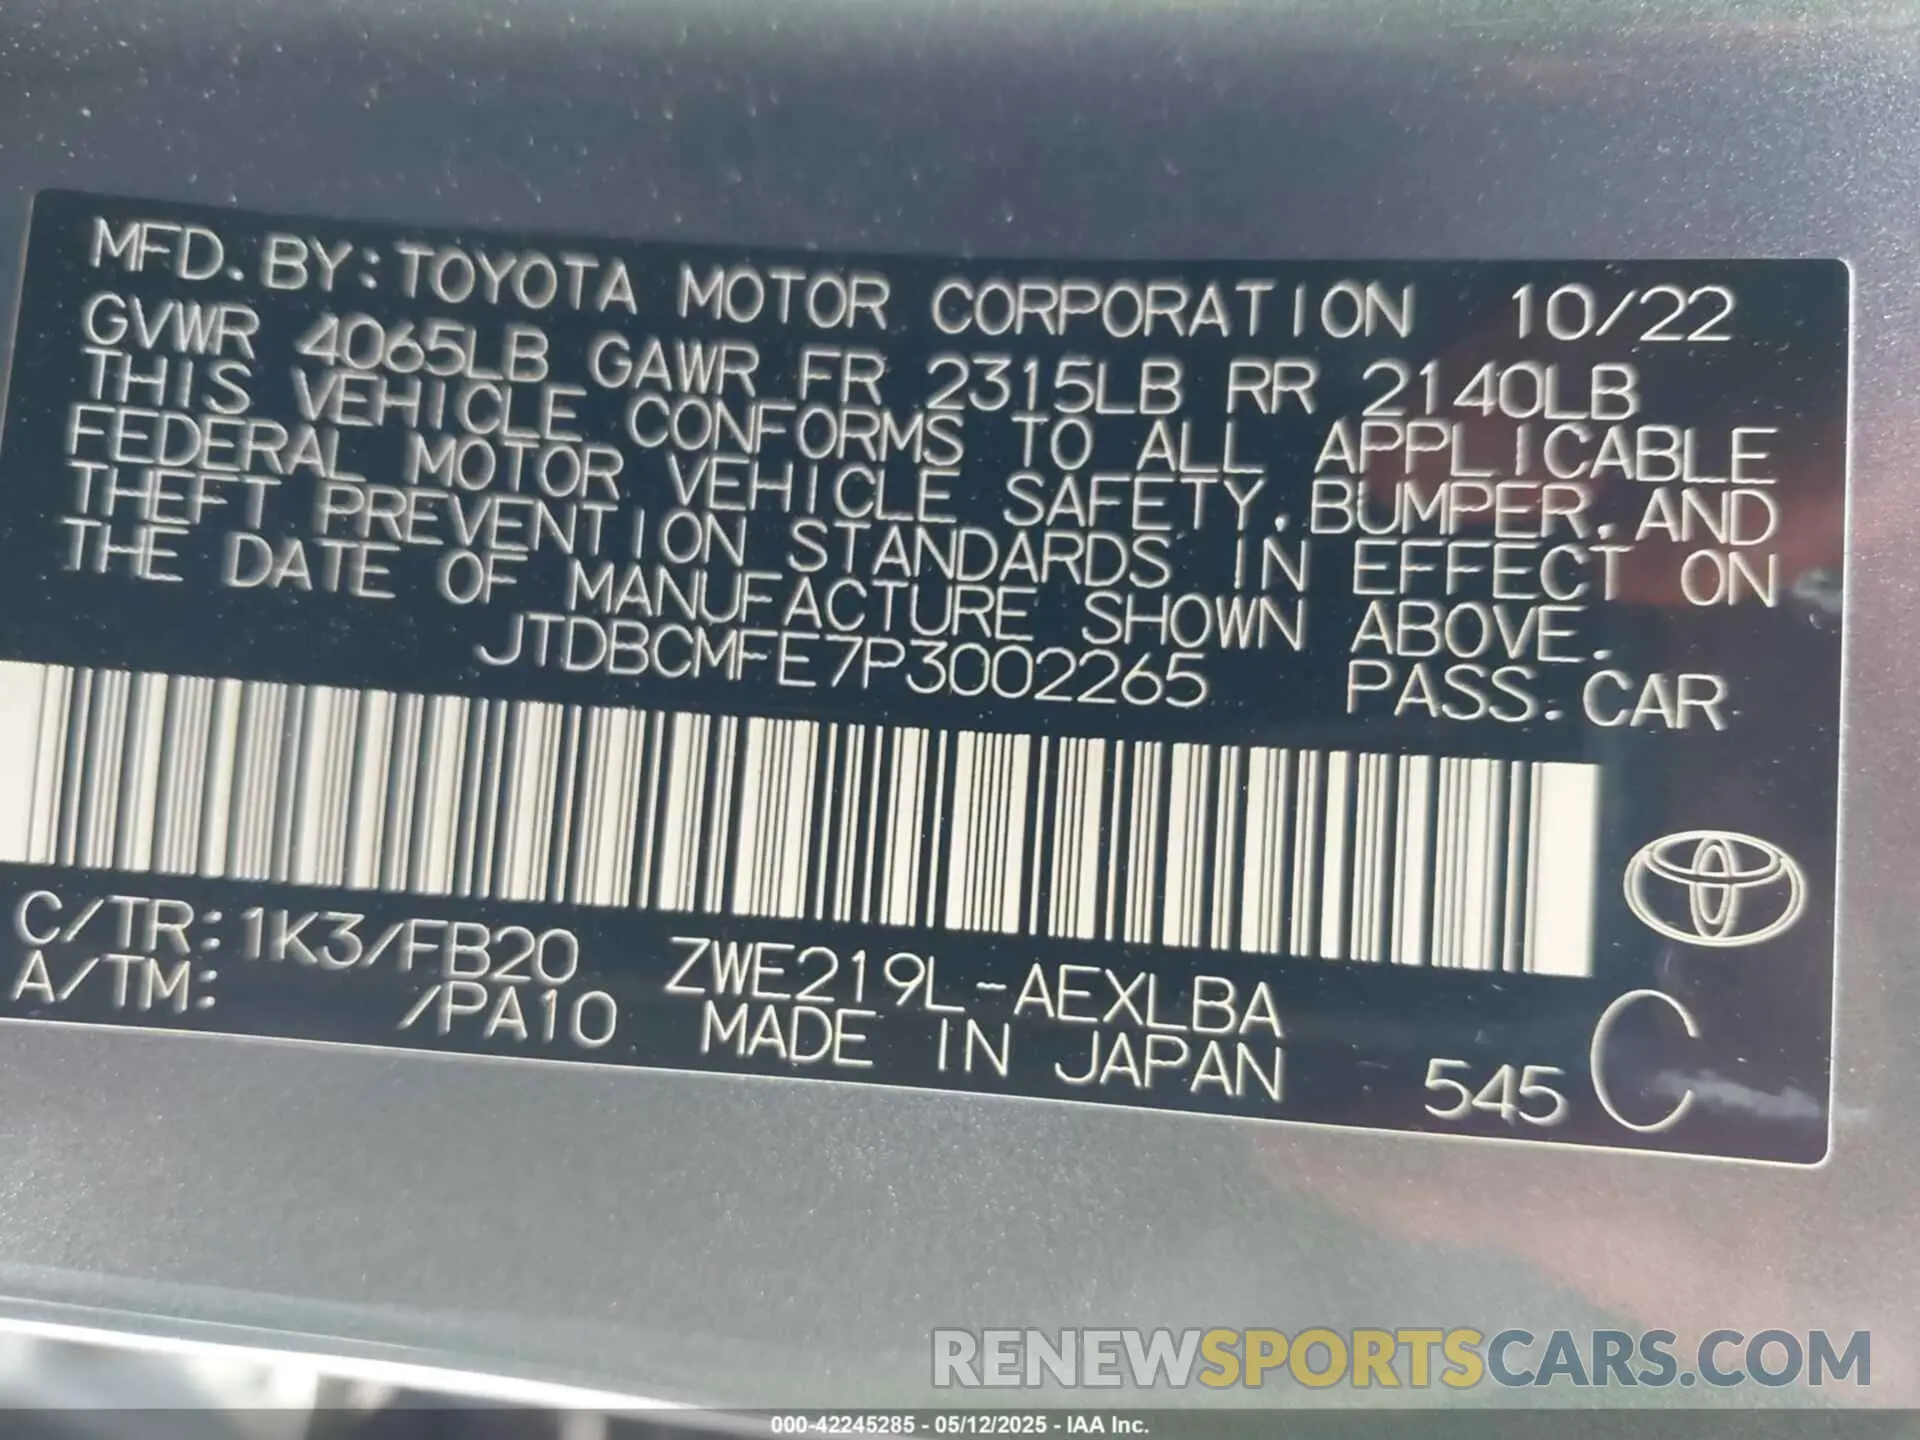 MFD. BY: TOYOTA MOTOR CORPORATION 10/22
GVWR 4065LB GAWR FR 2315LB RR 2140LB
THIS VEHICLE CONFORMS TO ALL APPLICABLE
FEDERAL MOTOR VEHICLE SAFETY, BUMPER, AND
THEFT PREVENTION STANDARDS IN EFFECT ON
THE DATE OF MANUFACTURE SHOWN ABOVE.
JTDBCMFE7P3002265 PASS. CAR
C/TR: 1K3/FB20 ZWE219L-AEXLBA
A/TM: /PA10 MADE IN JAPAN 545 C
RENEWSPORTSCARS.COM
000-42245285 - 05/12/2025 - IAA Inc.